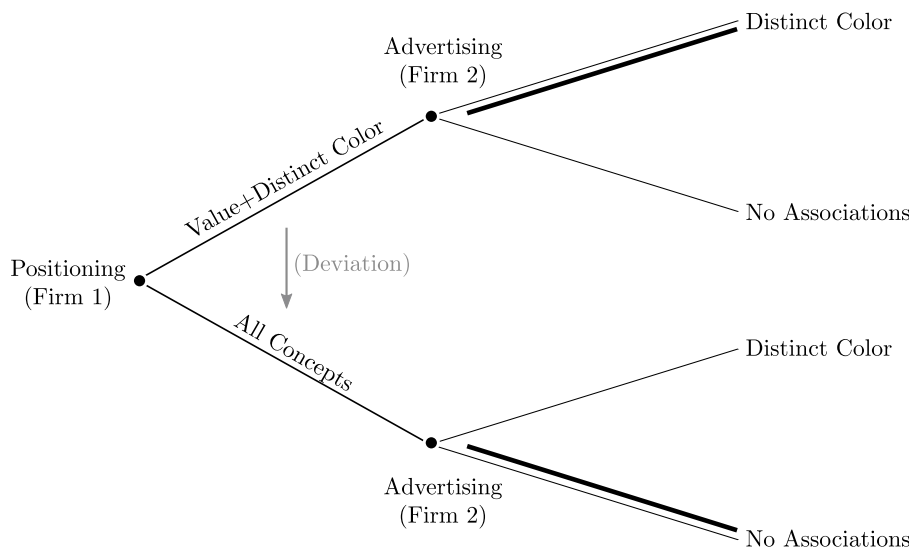 Distinct Color
Advertising
(Firm 2)
Value+Distinct Color
No Associations
(Deviation)
Positioning
(Firm 1)
All Concepts
Distinct Color
Advertising
(Firm 2)
No Associations